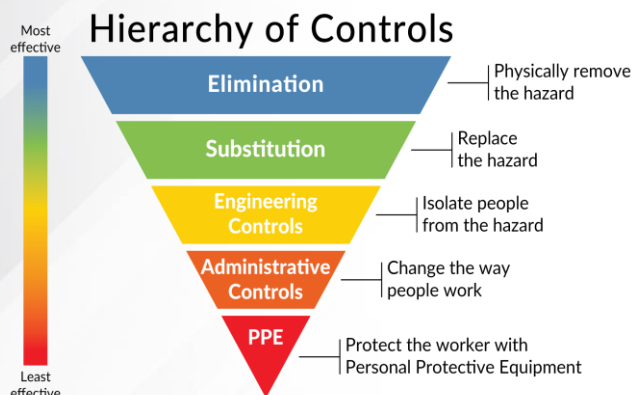 Hierarchy of Controls
Most
effective
Elimination
Physically remove
the hazard
Substitution
Replace
the hazard
Engineering
Controls
Isolate people
from the hazard
Administrative
Controls
Change the way
people work
PPE
Protect the worker with
Personal Protective Equipment
Least
effective